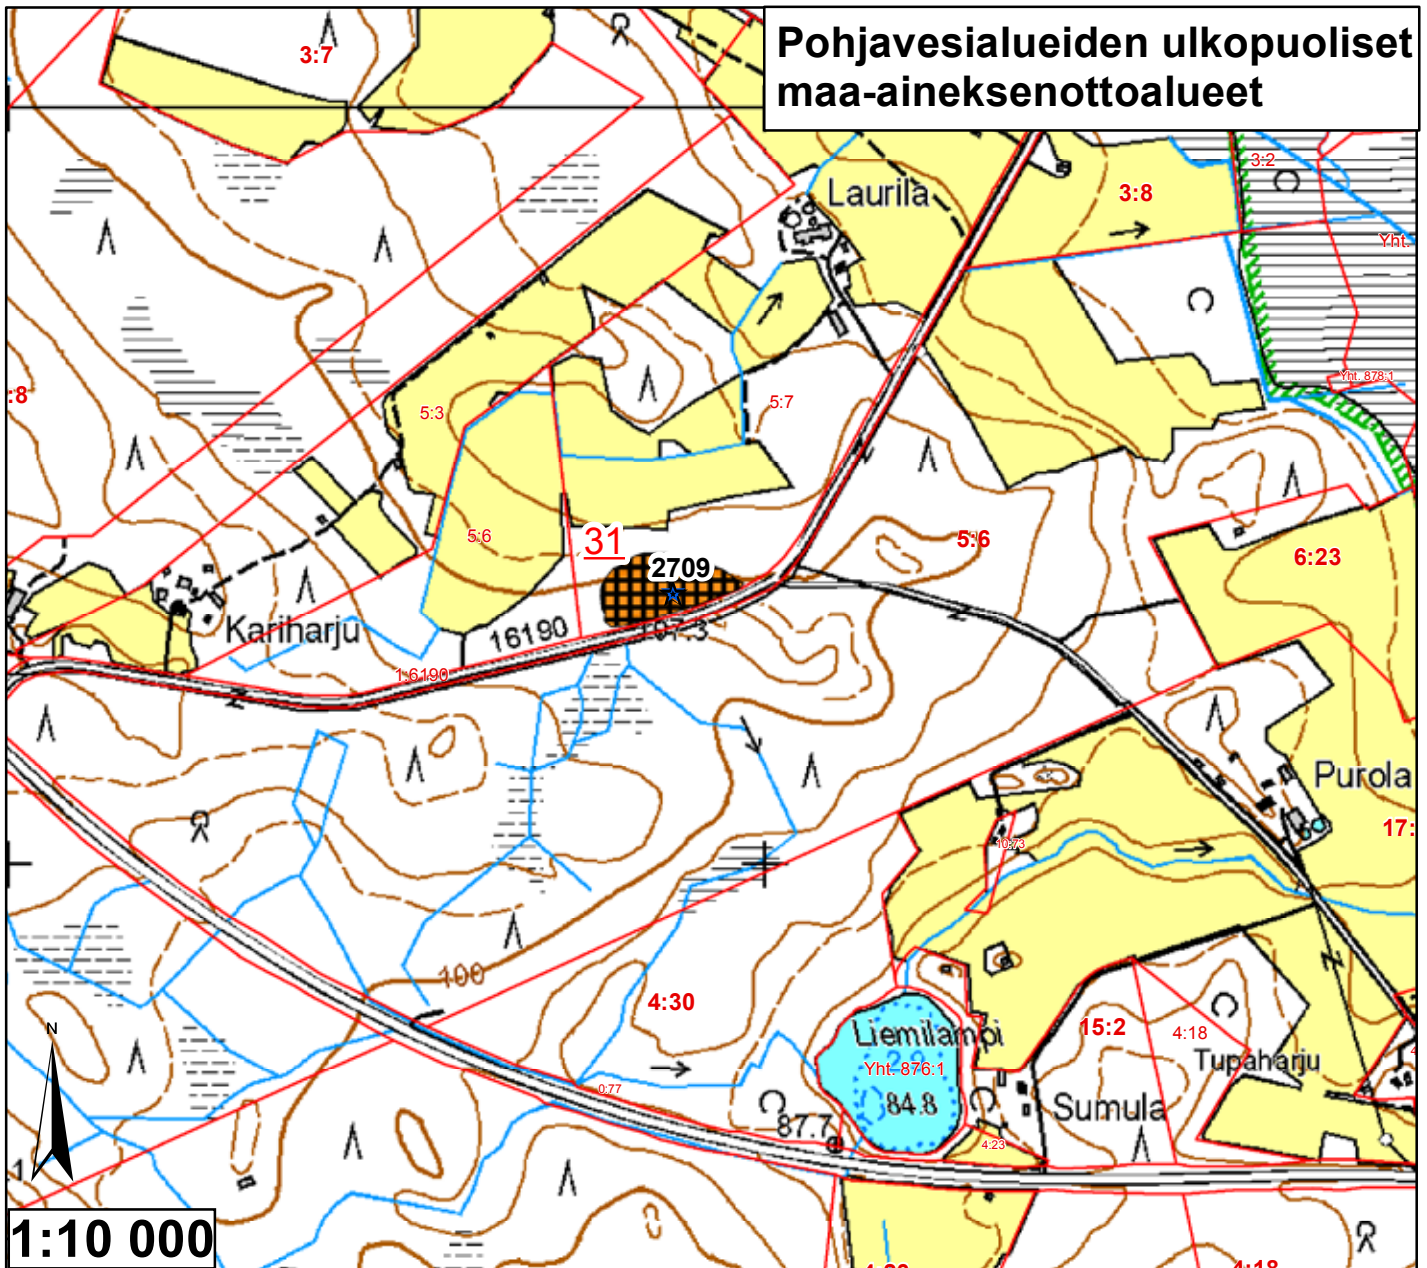 Pohjavesialueiden ulkopuoliset
maa-aineksenottoalueet
3:7
3:2
Laurila
3:8
Yht.
Yht. 878:1
:8
5:3
5:7
5:6
31
5:6
6:23
2709
Kariharju
16190
1:6190
Purola
17:
10:73
100
4:30
15:2
4:18
Liemilampi
Yht. 876:1
Tupaharju
84.8
0:77
Sumula
87.7
4:23
N
1:10 000
4:18